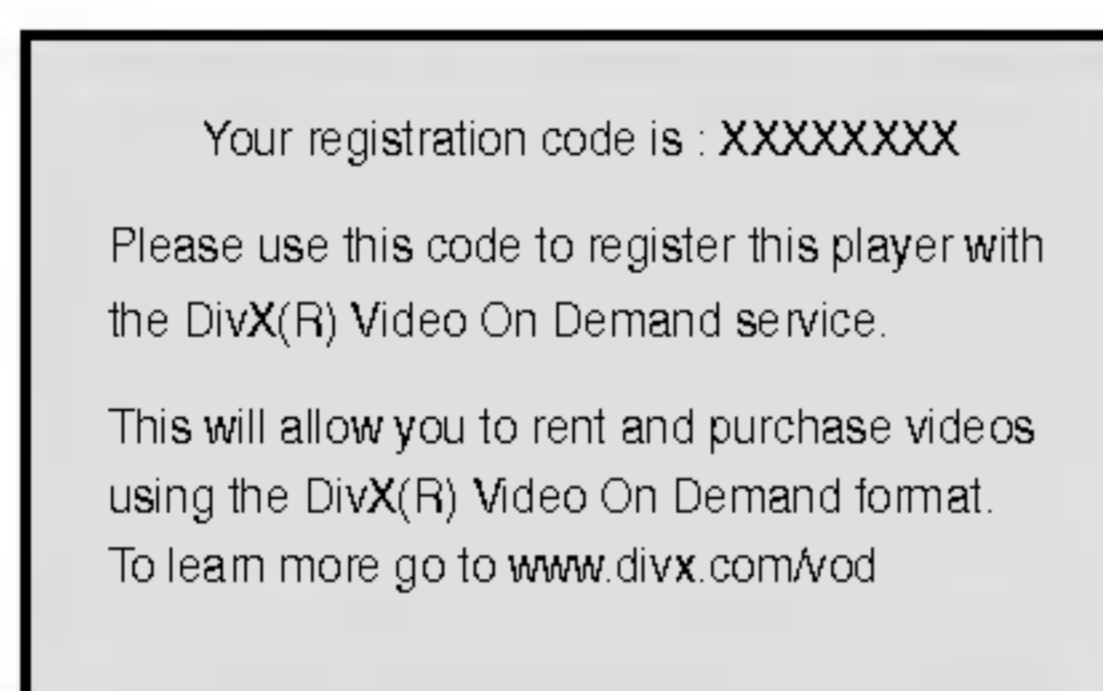 Your registration code is : XXXXXXXX
Please use this code to register this player with
the DivX(R) Video On Demand service.
This will allow you to rent and purchase videos
using the DivX(R) Video On Demand format.
To learn more go to www.divx.com/vod